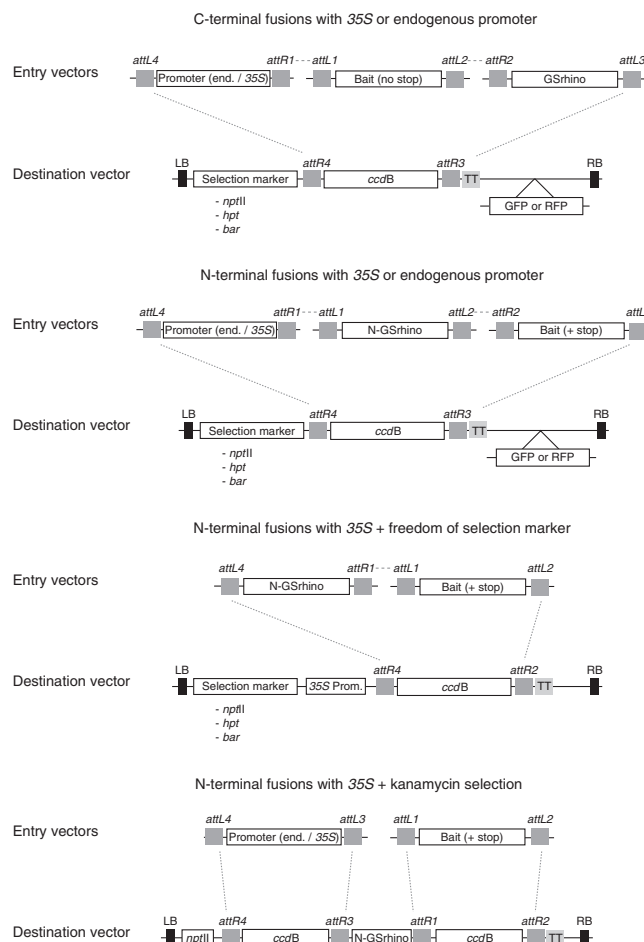 C-terminal fusions with 35S or endogenous promoter
attL4 attR1 attL1 attL2 attR2 attL3
Entry vectors Promoter (end. / 35S) Bait (no stop) GSrhino
LB attR4 attR3 RB
Destination vector Selection marker ccdB TT
GFP or RFP
- nptII
- hpt
- bar
N-terminal fusions with 35S or endogenous promoter
attL4 attR1 attL1 attL2 attR2 attL
Entry vectors Promoter (end. / 35S) N-GSrhino Bait (+ stop)
LB attR4 attR3 RB
Destination vector Selection marker ccdB TT
GFP or RFP
- nptII
- hpt
- bar
N-terminal fusions with 35S + freedom of selection marker
attL4 attR1 attL1 attL2
Entry vectors N-GSrhino Bait (+ stop)
LB attR4 attR2 RB
Destination vector Selection marker 35S Prom. ccdB TT
- nptII
- hpt
- bar
N-terminal fusions with 35S + kanamycin selection
attL4 attL3 attL1 attL2
Entry vectors Promoter (end. / 35S) Bait (+ stop)
LB attR4 attR3 attR1 attR2 RB
Destination vector nptII ccdB N-GSrhino ccdB TT